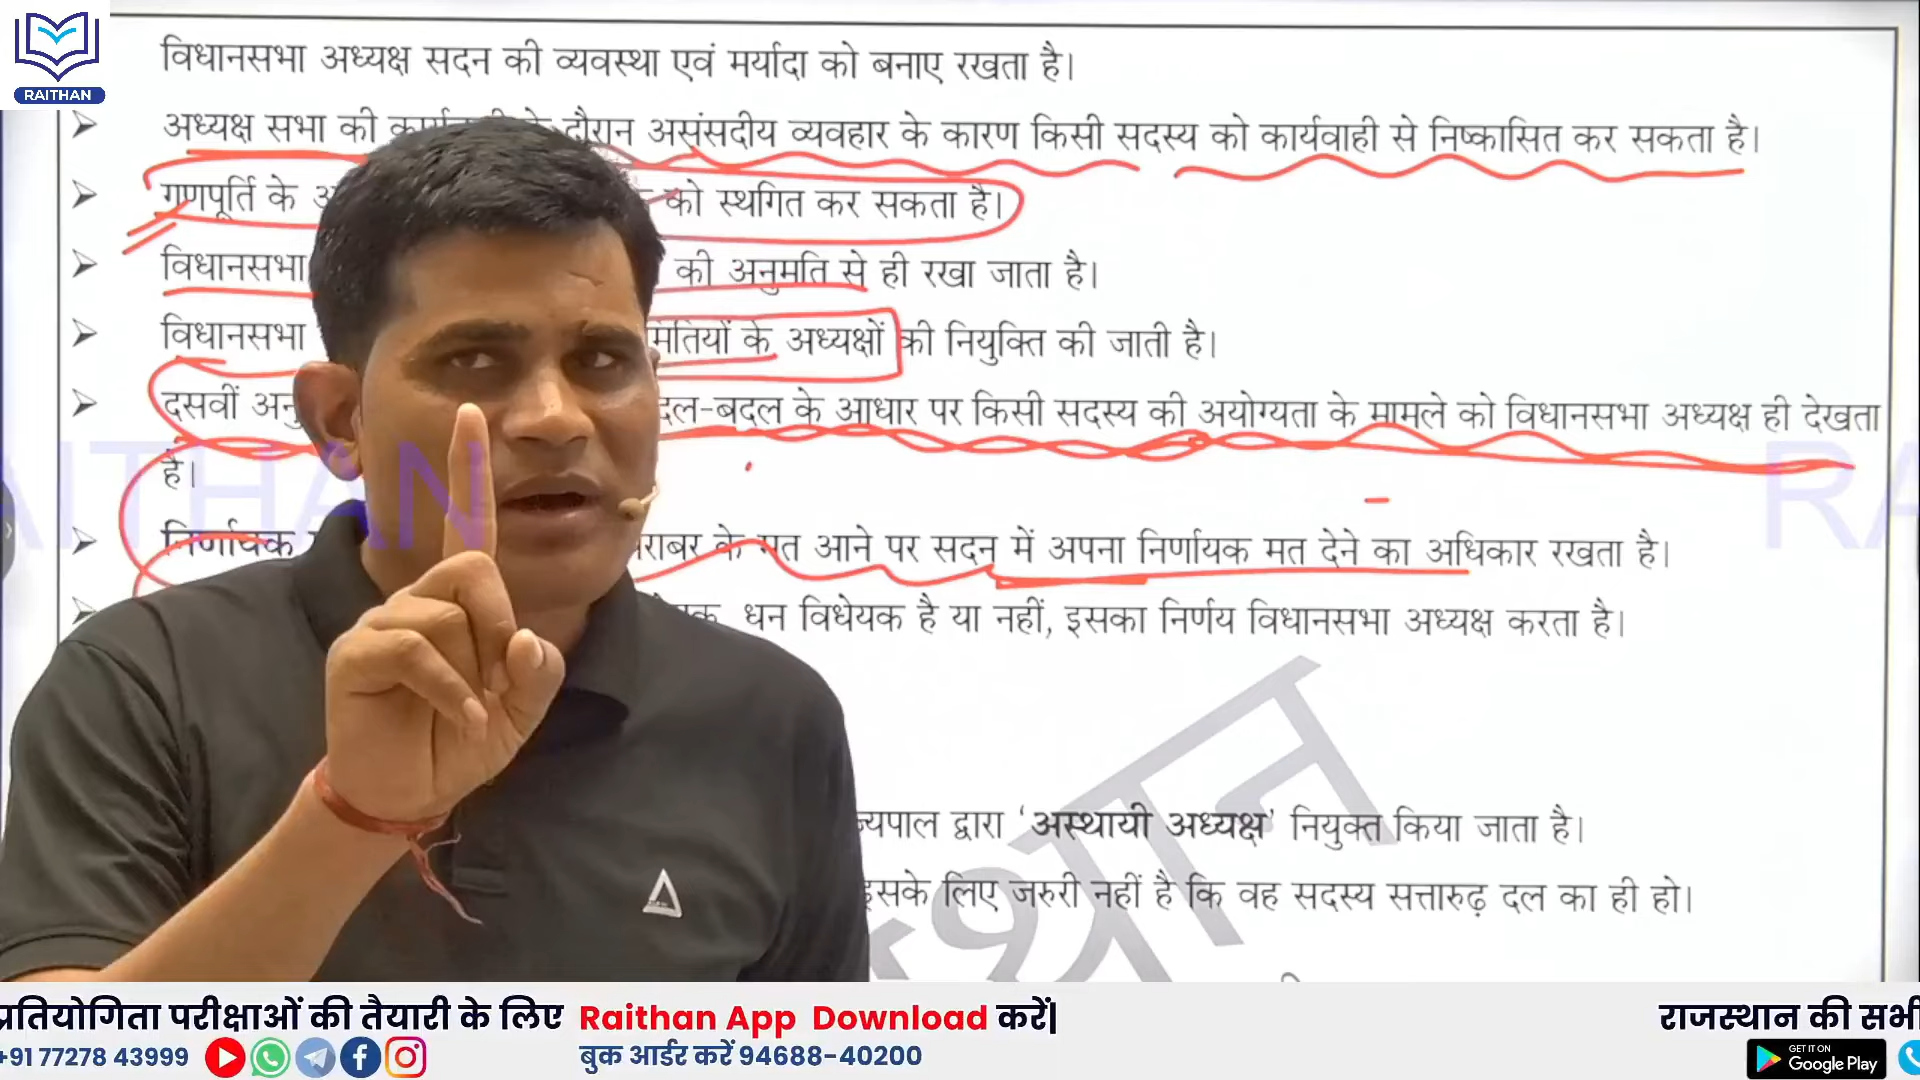 RAITHAN
विधानसभा अध्यक्ष सदन की व्यवस्था एवं मर्यादा को बनाए रखता है।
अध्यक्ष सभा की दौरान असंसदीय व्यवहार के कारण किसी सदस्य को कार्यवाही से निष्कासित कर सकता है।
गणपूर्ति के को स्थगित कर सकता है।
विधानसभा की अनुमति से ही रखा जाता है।
विधानसभा मितियों के अध्यक्षों की नियुक्ति की जाती है।
दसवीं अनु दल-बदल के आधार पर किसी सदस्य की अयोग्यता के मामले को विधानसभा अध्यक्ष ही देखता
है।
निर्णायक राबर के मत आने पर सदन में अपना निर्णायक मत देने का अधिकार रखता है।
धन विधेयक है या नहीं, इसका निर्णय विधानसभा अध्यक्ष करता है।
ज्यपाल द्वारा ‘अस्थायी अध्यक्ष’ नियुक्त किया जाता है।
इसके लिए जरुरी नहीं है कि वह सदस्य सत्तारुढ़ दल का ही हो।
प्रतियोगिता परीक्षाओं की तैयारी के लिए Raithan App Download करें| राजस्थान की सभी
+91 77278 43999 बुक आर्डर करें 94688-40200 GET IT ON Google Play